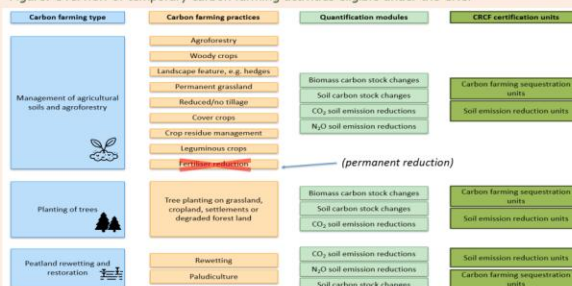 Carbon farming type
Carbon farming practices
Quantification modules
CRCF certification units
Management of agricultural
soils and agroforestry
Agroforestry
Woody crops
Landscape feature, e.g. hedges
Permanent grassland
Reduced/no tillage
Cover crops
Crop residue management
Leguminous crops
Fertiliser reduction
(permanent reduction)
Biomass carbon stock changes
Soil carbon stock changes
CO₂ soil emission reductions
N₂O soil emission reductions
Carbon farming sequestration
units
Soil emission reduction units
Planting of trees
Tree planting on grassland,
cropland, settlements or
degraded forest land
Biomass carbon stock changes
Soil carbon stock changes
CO₂ soil emission reductions
Carbon farming sequestration
units
Soil emission reduction units
Peatland rewetting and
restoration
Rewetting
Paludiculture
CO₂ soil emission reductions
N₂O soil emission reductions
Soil carbon stock changes
Soil emission reduction units
Carbon farming sequestration
units